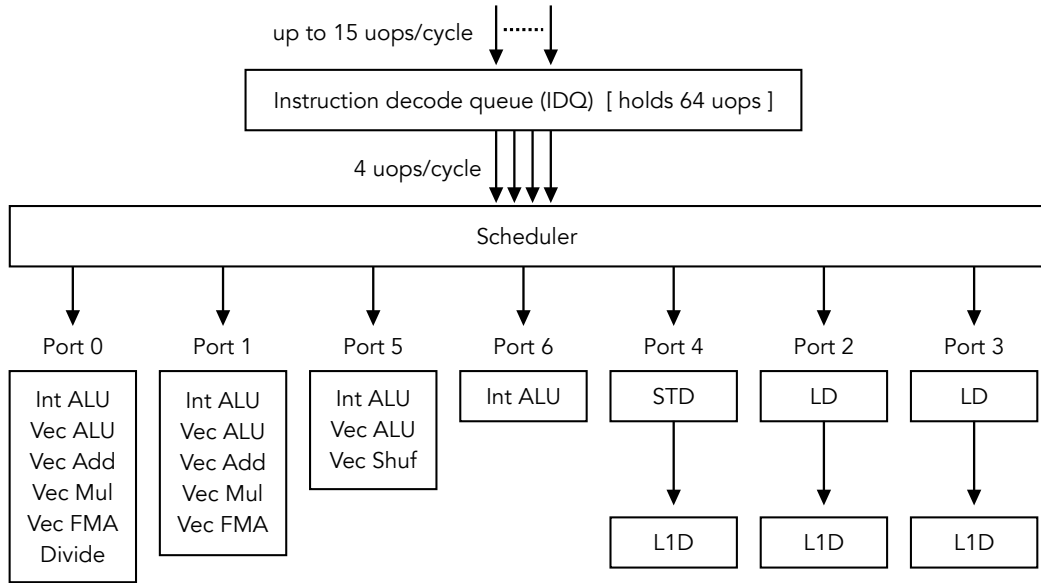 up to 15 uops/cycle
Instruction decode queue (IDQ) [ holds 64 uops ]
4 uops/cycle
Scheduler
Port 0
Int ALU
Vec ALU
Vec Add
Vec Mul
Vec FMA
Divide
Port 1
Int ALU
Vec ALU
Vec Add
Vec Mul
Vec FMA
Port 5
Int ALU
Vec ALU
Vec Shuf
Port 6
Int ALU
Port 4
STD
L1D
Port 2
LD
L1D
Port 3
LD
L1D